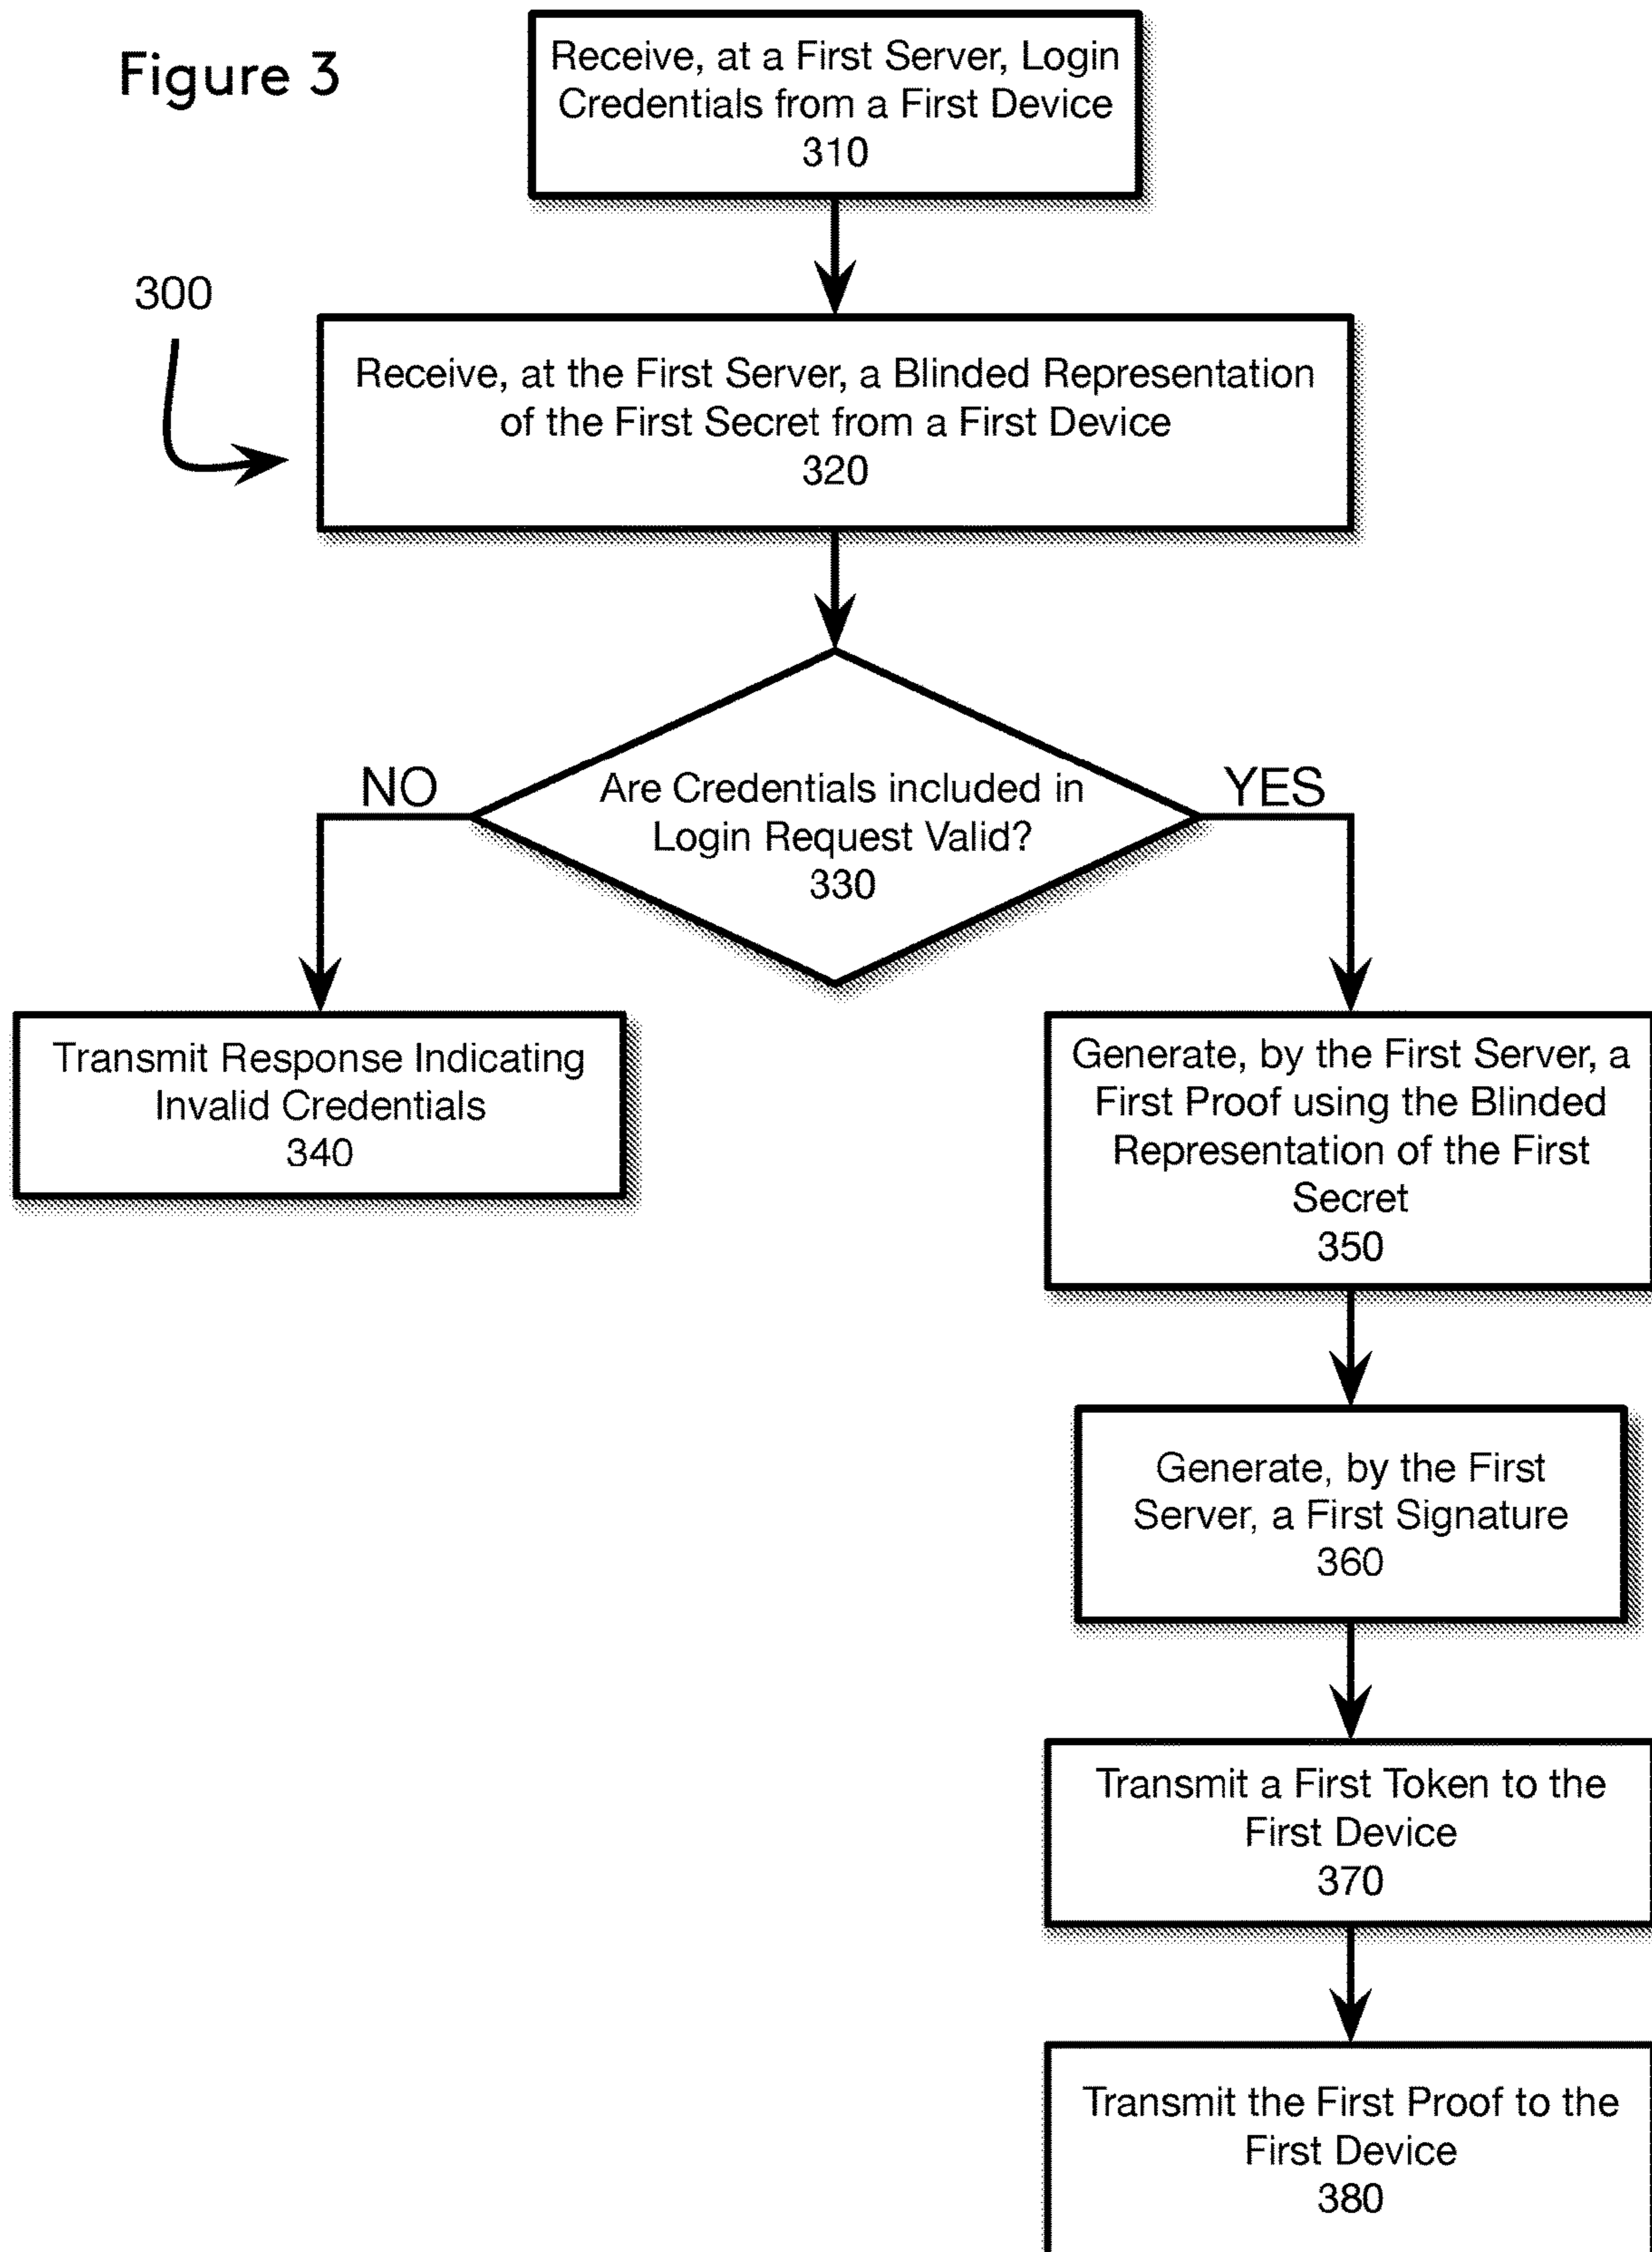 Figure 3
Receive, at a First Server, Login
Credentials from a First Device
310
300
Receive, at the First Server, a Blinded Representation
of the First Secret from a First Device
320
NO
Are Credentials included in
Login Request Valid?
330
YES
Transmit Response Indicating
Invalid Credentials
340
Generate, by the First Server, a
First Proof using the Blinded
Representation of the First
Secret
350
Generate, by the First
Server, a First Signature
360
Transmit a First Token to the
First Device
370
Transmit the First Proof to the
First Device
380